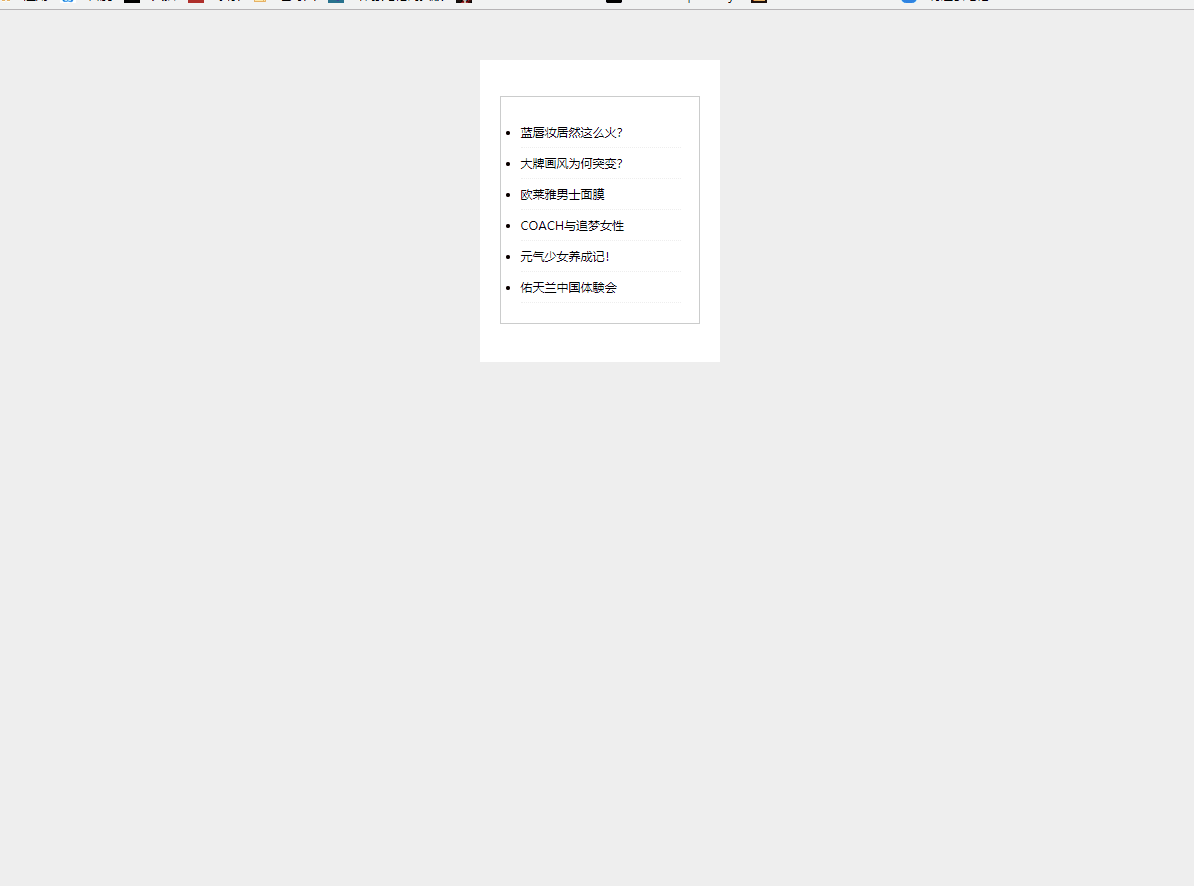 蓝唇妆居然这么火?
大牌画风为何突变?
欧莱雅男士面膜
COACH与追梦女性
元气少女养成记!
佑天兰中国体験会